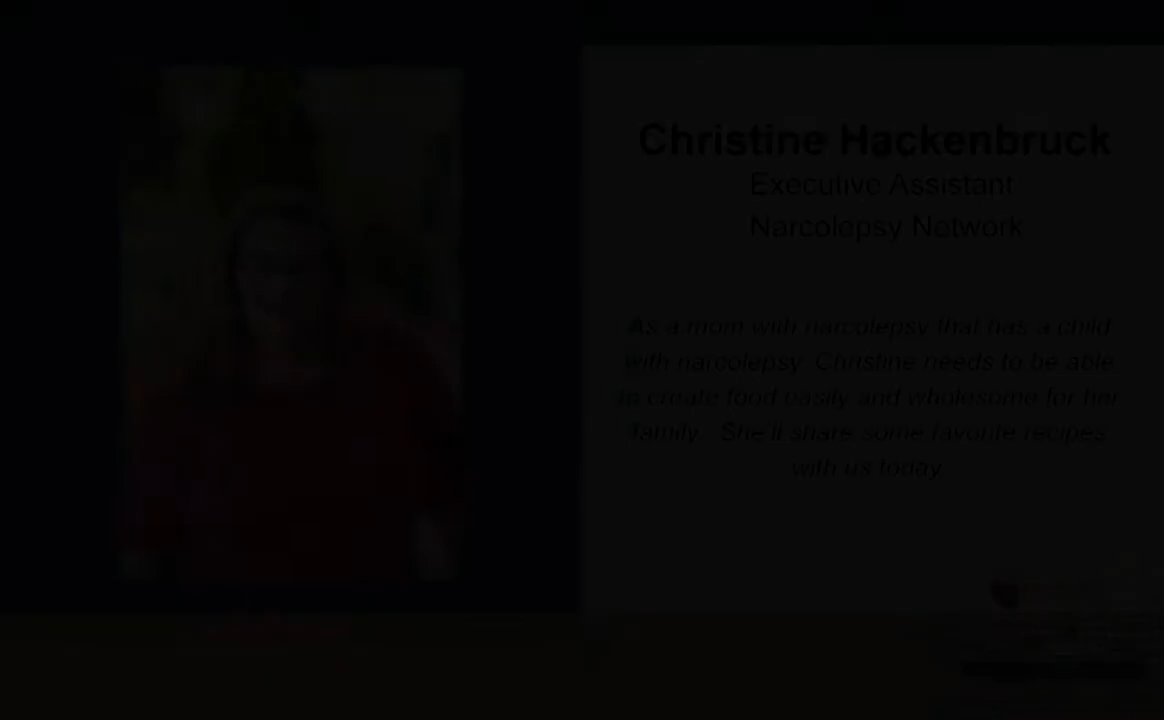 Christine Hackenbruck
Executive Assistant
Narcolepsy Network
As a mom with narcolepsy that has a child
with narcolepsy, Christine needs to be able
to create food easily and wholesome for her
family. She'll share some favorite recipes
with us today.